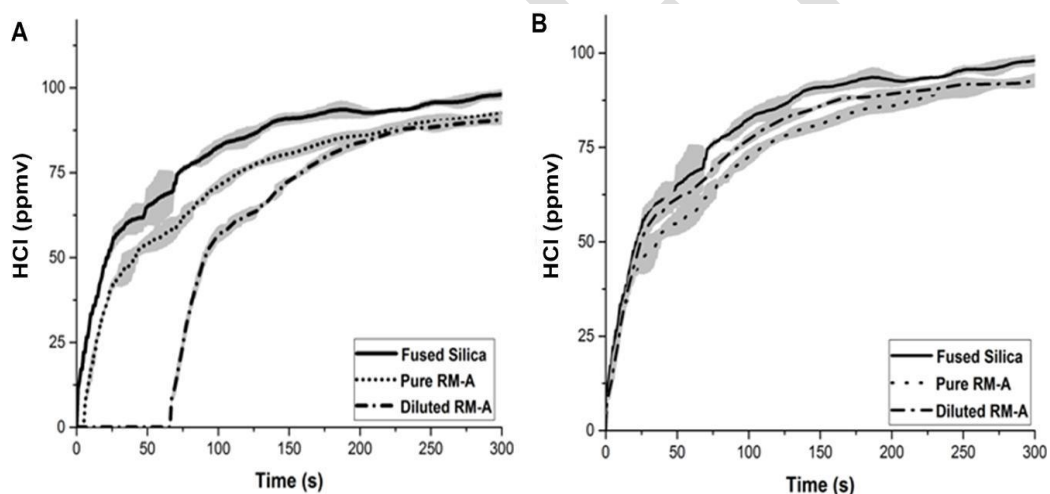 A
HCl (ppmv)
100
75
50
25
0
0 50 100 150 200 250 300
Time (s)
Fused Silica
Pure RM-A
Diluted RM-A
B
HCl (ppmv)
100
75
50
25
0
0 50 100 150 200 250 300
Time (s)
Fused Silica
Pure RM-A
Diluted RM-A